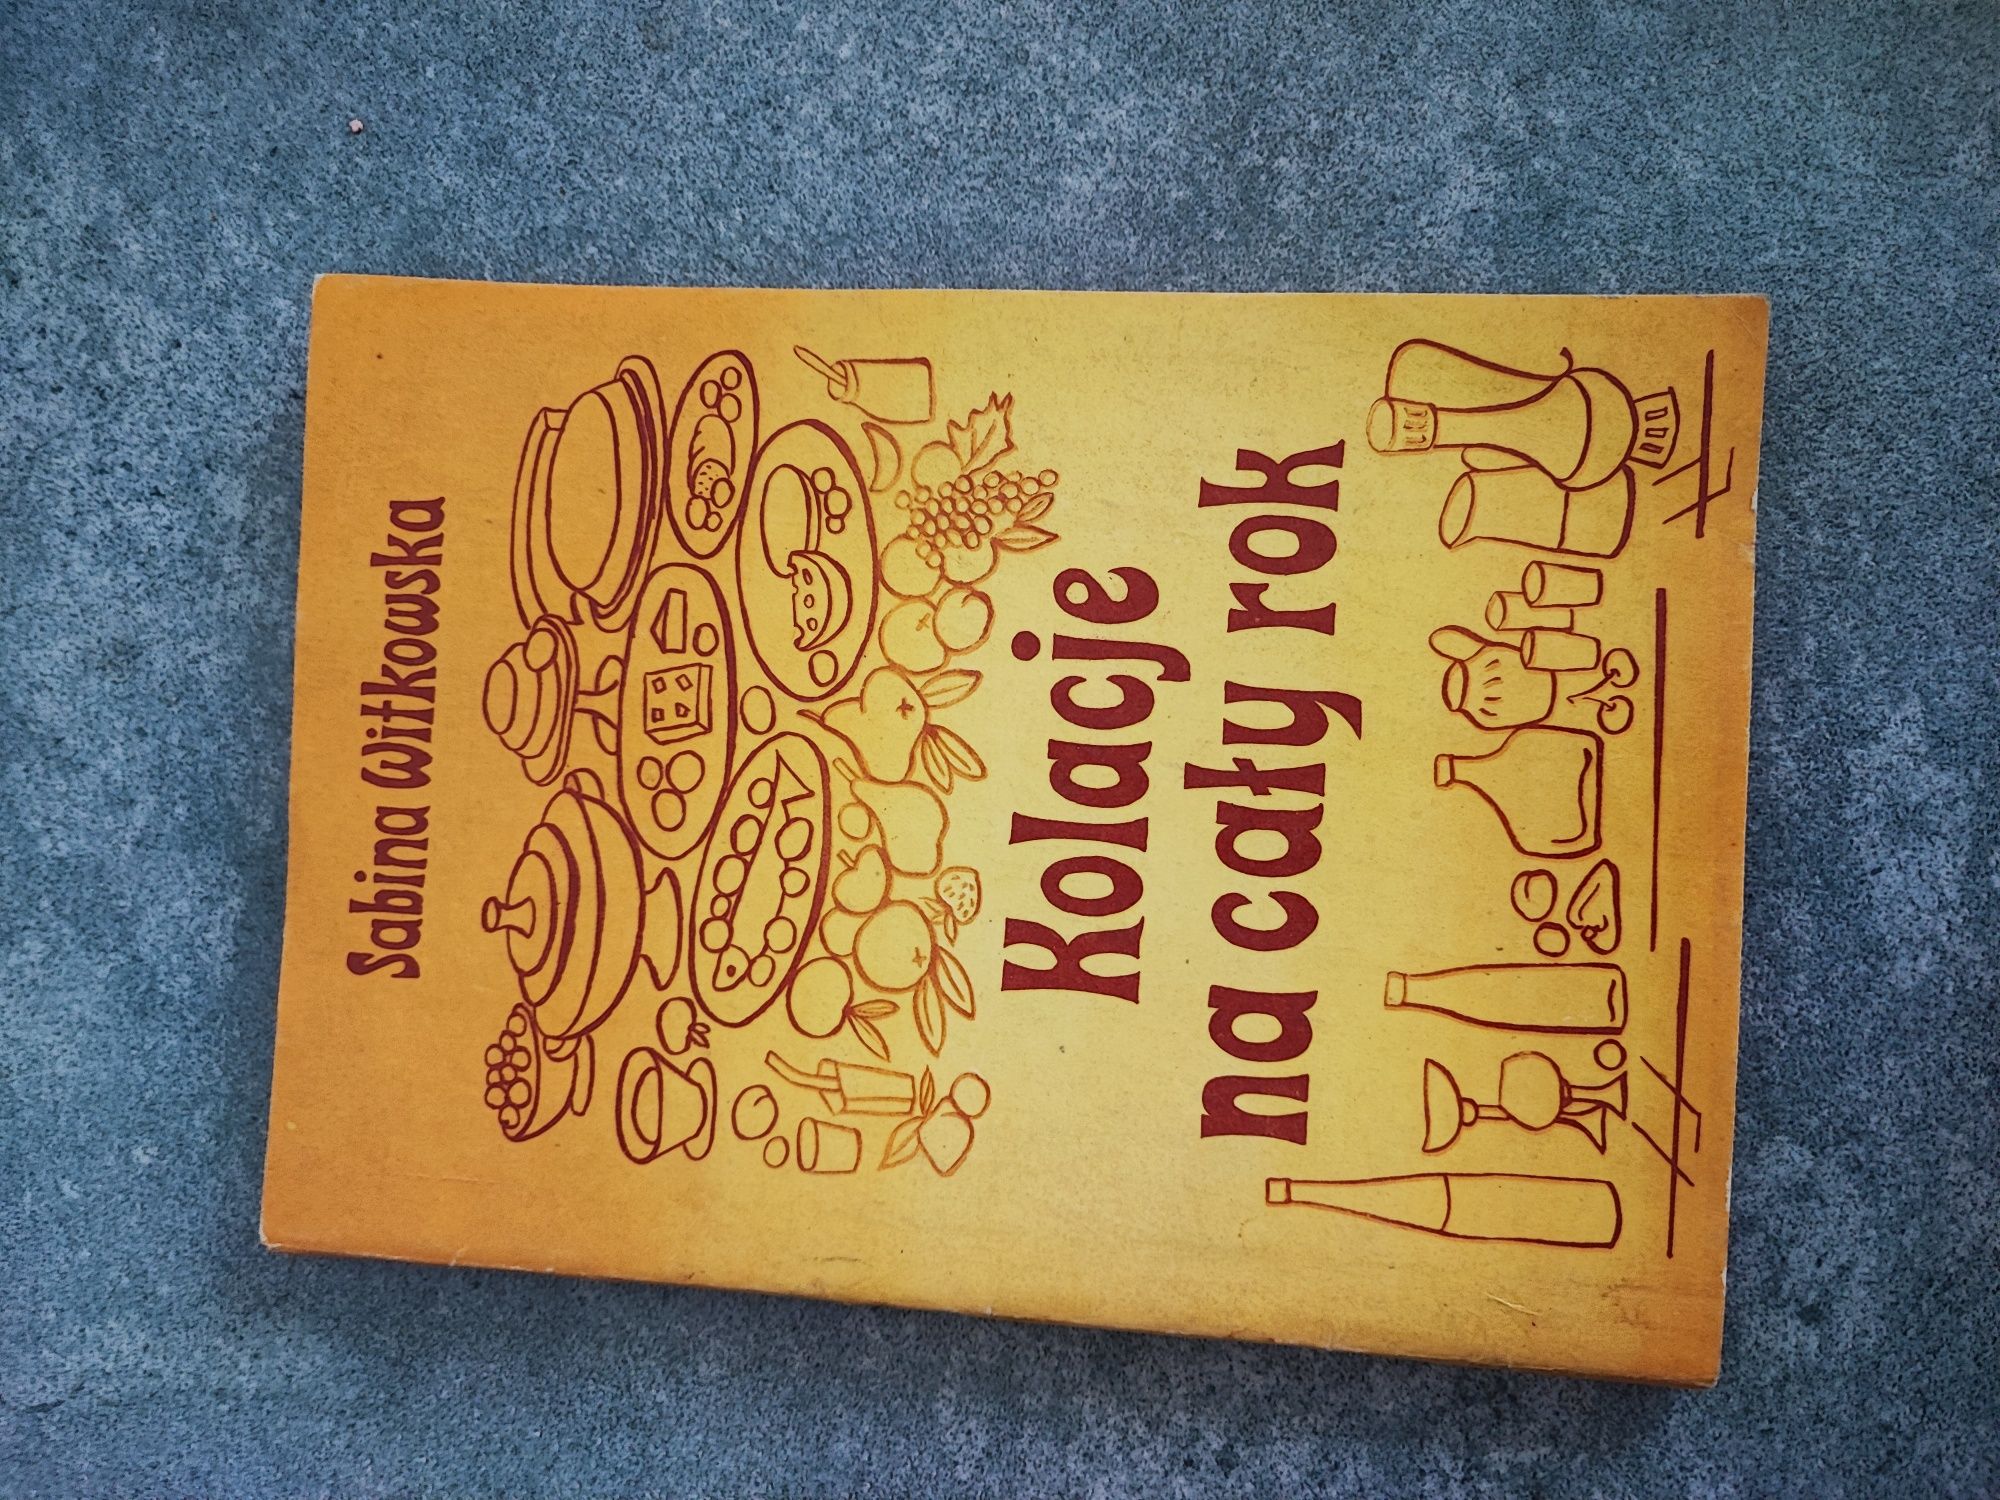 Sabina Witkowska
Kolacje
na cały rok